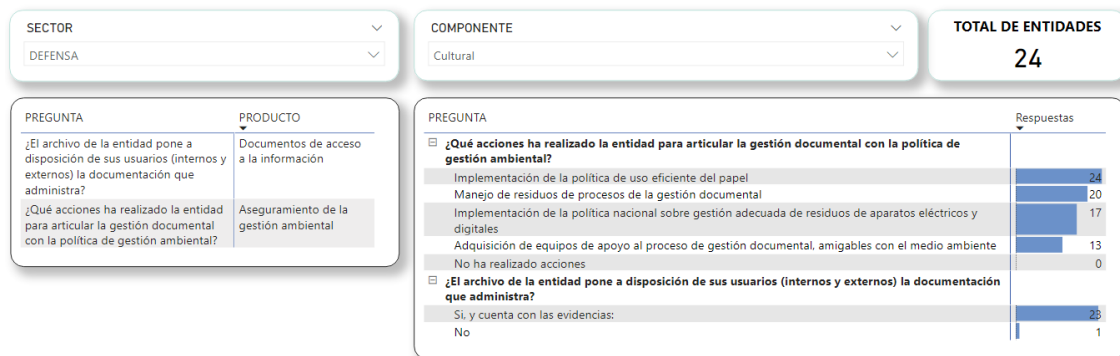 SECTOR
DEFENSA
COMPONENTE
Cultural
TOTAL DE ENTIDADES
24
PREGUNTA PRODUCTO
¿El archivo de la entidad pone a
disposición de sus usuarios (internos y
externos) la documentación que
administra?
Documentos de acceso
a la información
¿Qué acciones ha realizado la entidad
para articular la gestión documental
con la política de gestión ambiental?
Aseguramiento de la
gestión ambiental
PREGUNTA Respuestas
¿Qué acciones ha realizado la entidad para articular la gestión documental con la política de
gestión ambiental?
Implementación de la política de uso eficiente del papel 24
Manejo de residuos de procesos de la gestión documental 20
Implementación de la política nacional sobre gestión adecuada de residuos de aparatos eléctricos y 17
digitales
Adquisición de equipos de apoyo al proceso de gestión documental, amigables con el medio ambiente 13
No ha realizado acciones 0
¿El archivo de la entidad pone a disposición de sus usuarios (internos y externos) la documentación
que administra?
Si, y cuenta con las evidencias: 23
No 1